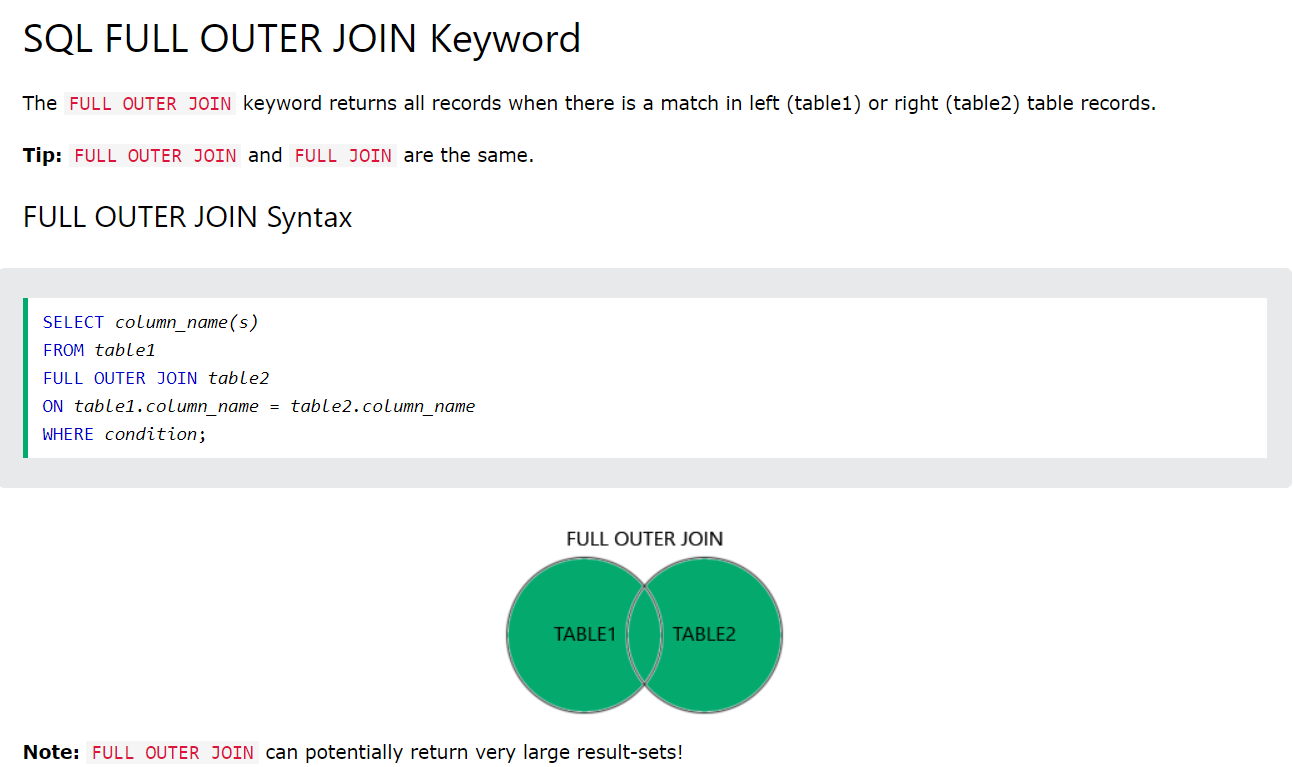 SQL FULL OUTER JOIN Keyword
The FULL OUTER JOIN keyword returns all records when there is a match in left (table1) or right (table2) table records.
Tip: FULL OUTER JOIN and FULL JOIN are the same.
FULL OUTER JOIN Syntax
SELECT column_name(s)
FROM table1
FULL OUTER JOIN table2
ON table1.column_name = table2.column_name
WHERE condition;
FULL OUTER JOIN
TABLE1 TABLE2
Note: FULL OUTER JOIN can potentially return very large result-sets!